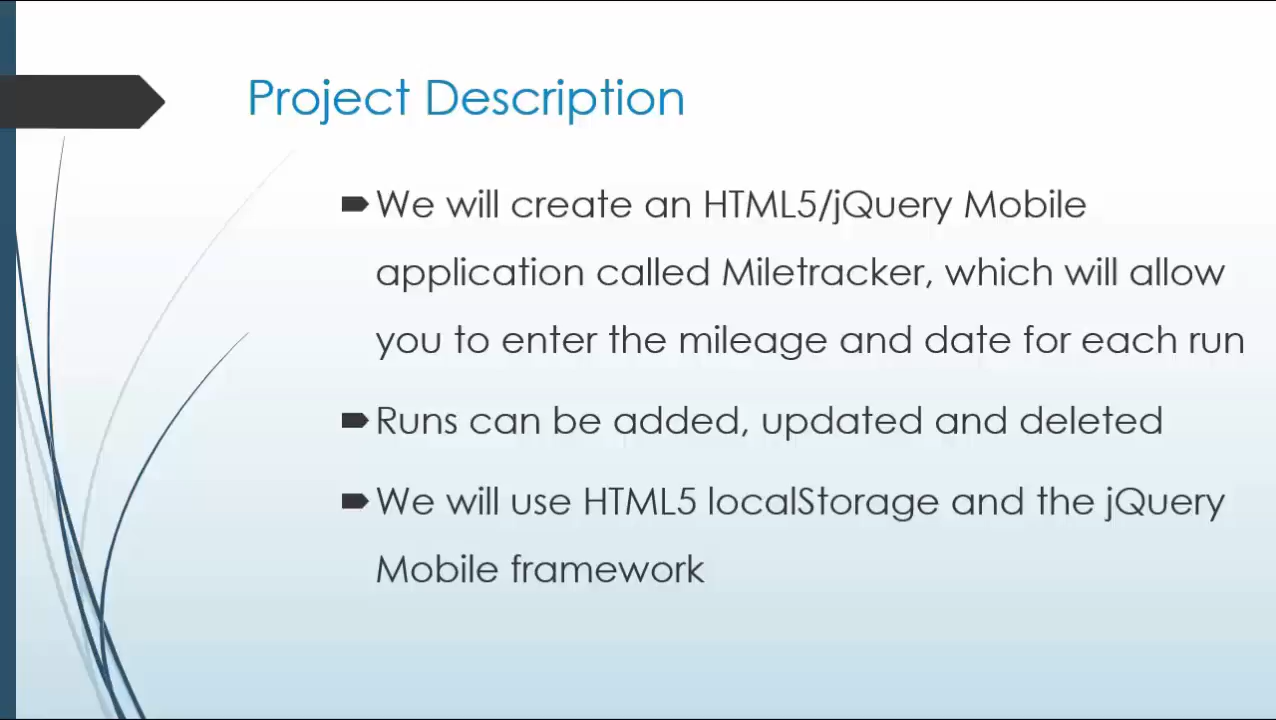 Project Description
We will create an HTML5/jQuery Mobile
application called Miletracker, which will allow
you to enter the mileage and date for each run
Runs can be added, updated and deleted
We will use HTML5 localStorage and the jQuery
Mobile framework